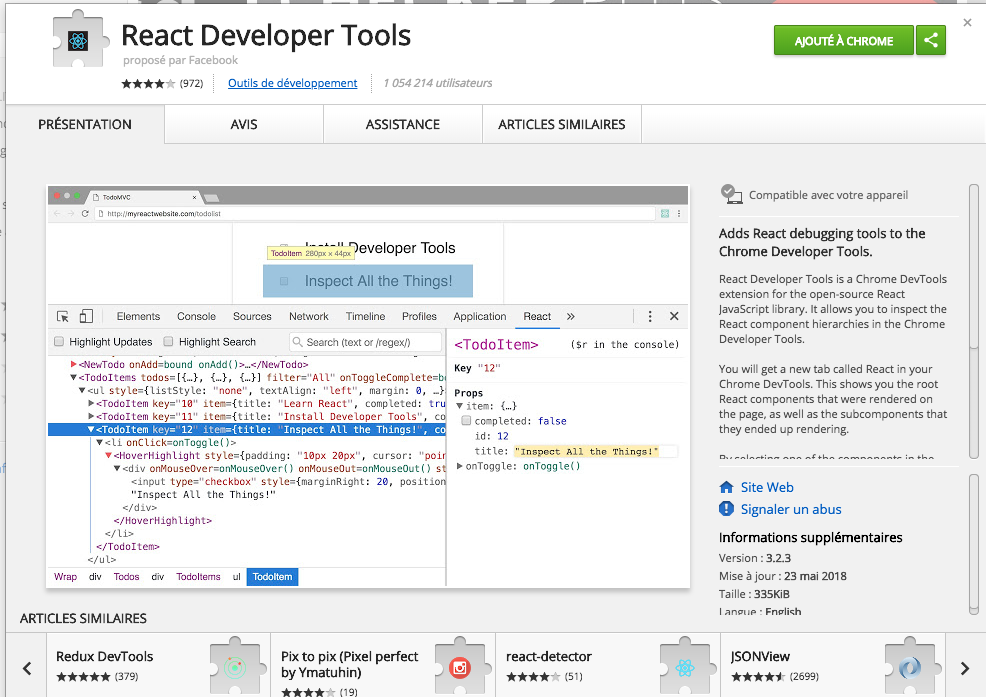 React Developer Tools
proposé par Facebook
(972)
Outils de développement
1 054 214 utilisateurs
AJOUTÉ À CHROME
PRÉSENTATION
AVIS
ASSISTANCE
ARTICLES SIMILAIRES
TodoMVC
http://myreactwebsite.com/todolist
Install Developer Tools
TodoItem 280px × 44px
Inspect All the Things!
Elements Console Sources Network Timeline Profiles Application React »
Highlight Updates Highlight Search Search (text or /regex/)
<NewTodo onAdd=bound onAdd()>…</NewTodo>
<TodoItems todos=[{…}, {…}, {…}] filter="All" onToggleComplete=bo
<ul style={listStyle: "none", textAlign: "left", margin: 0, …}
<TodoItem key="10" item={title: "Learn React", completed: tru
<TodoItem key="11" item={title: "Install Developer Tools", co
<TodoItem key="12" item={title: "Inspect All the Things!", co
<li onClick=onToggle()>
<HoverHighlight style={padding: "10px 20px", cursor: "poin
<div onMouseOver=onMouseOver() onMouseOut=onMouseOut() st
<input type="checkbox" style={marginRight: 20, position
"Inspect All the Things!"
</div>
</HoverHighlight>
</li>
</TodoItem>
</ul>
Wrap div Todos div TodoItems ul TodoItem
<TodoItem> ($r in the console)
Key "12"
Props
item: {…}
completed: false
id: 12
title: "Inspect All the Things!"
onToggle: onToggle()
Compatible avec votre appareil
Adds React debugging tools to the
Chrome Developer Tools.
React Developer Tools is a Chrome DevTools
extension for the open-source React
JavaScript library. It allows you to inspect the
React component hierarchies in the Chrome
Developer Tools.
You will get a new tab called React in your
Chrome DevTools. This shows you the root
React components that were rendered on
the page, as well as the subcomponents that
they ended up rendering.
By selecting one of the components in the
Site Web
Signaler un abus
Informations supplémentaires
Version : 3.2.3
Mise à jour : 23 mai 2018
Taille : 335KiB
Langue : English
ARTICLES SIMILAIRES
Redux DevTools
(379)
Pix to pix (Pixel perfect
by Ymatuhin)
(19)
react-detector
(51)
JSONView
(2699)